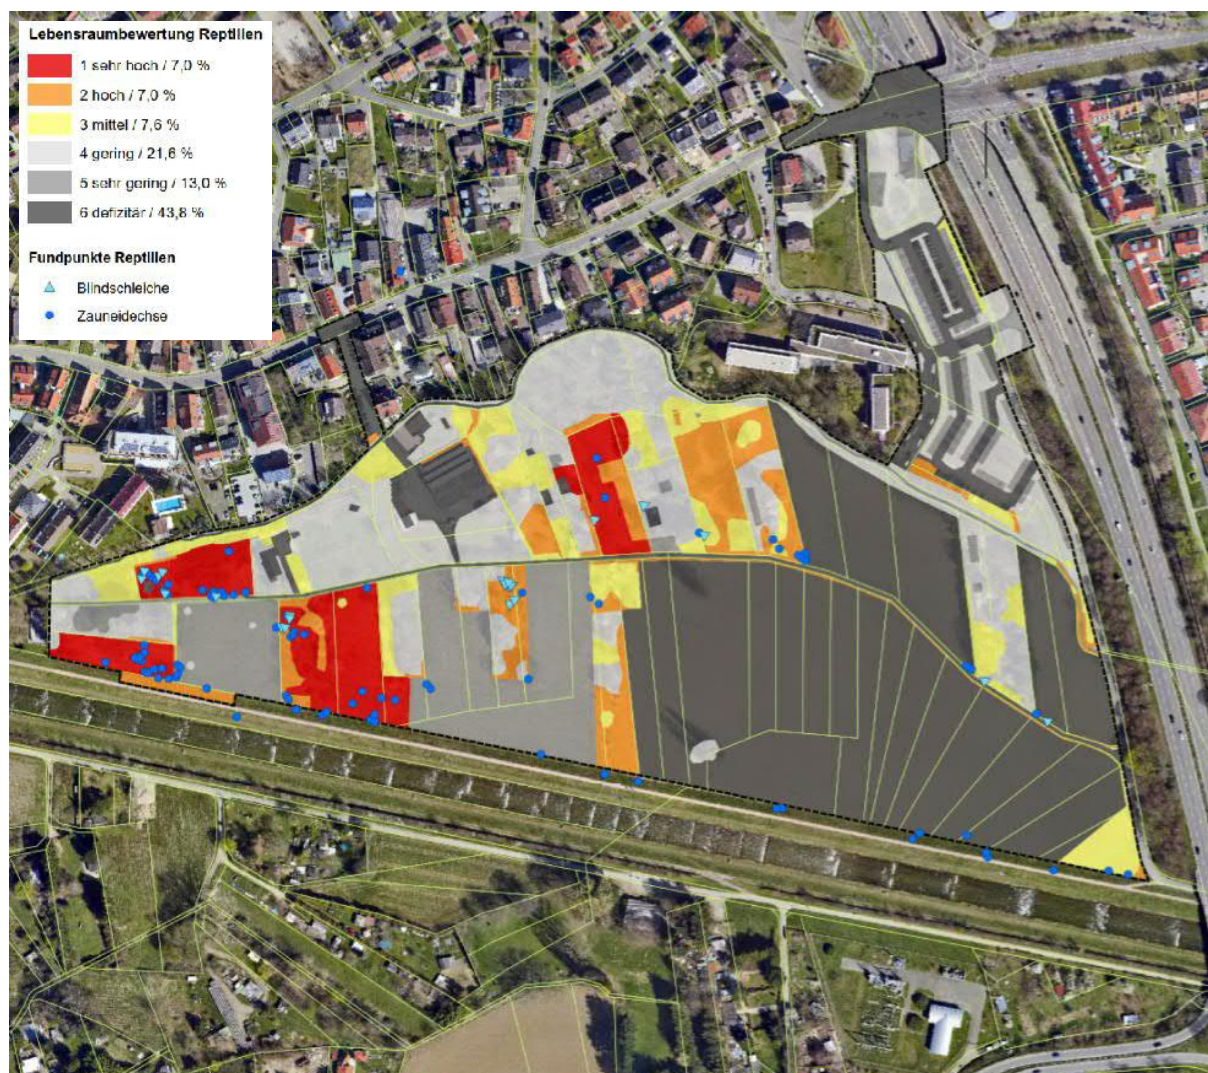 Lebensraumbewertung Reptilien
1 sehr hoch / 7,0 %
2 hoch / 7,0 %
3 mittel / 7,6 %
4 gering / 21,6 %
5 sehr gering / 13,0 %
6 defizitär / 43,8 %
Fundpunkte Reptilien
Blindschleiche
Zauneidechse